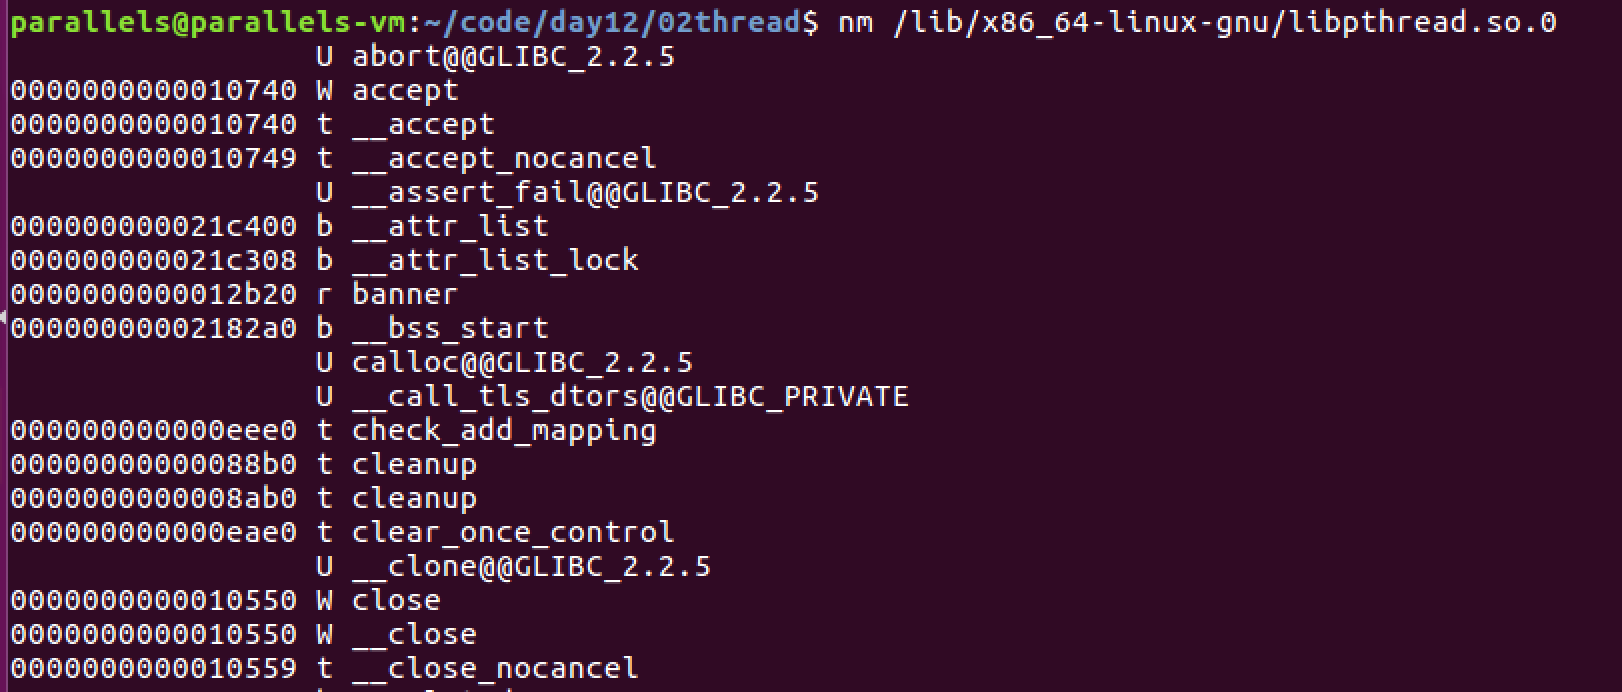 parallels@parallels-vm:~/code/day12/02thread$ nm /lib/x86_64-linux-gnu/libpthread.so.0
                 U abort@@GLIBC_2.2.5
0000000000010740 W accept
0000000000010740 t __accept
0000000000010749 t __accept_nocancel
                 U __assert_fail@@GLIBC_2.2.5
000000000021c400 b __attr_list
000000000021c308 b __attr_list_lock
0000000000012b20 r banner
00000000002182a0 b __bss_start
                 U calloc@@GLIBC_2.2.5
                 U __call_tls_dtors@@GLIBC_PRIVATE
000000000000eee0 t check_add_mapping
00000000000088b0 t cleanup
0000000000008ab0 t cleanup
000000000000eae0 t clear_once_control
                 U __clone@@GLIBC_2.2.5
0000000000010550 W close
0000000000010550 W __close
0000000000010559 t __close_nocancel